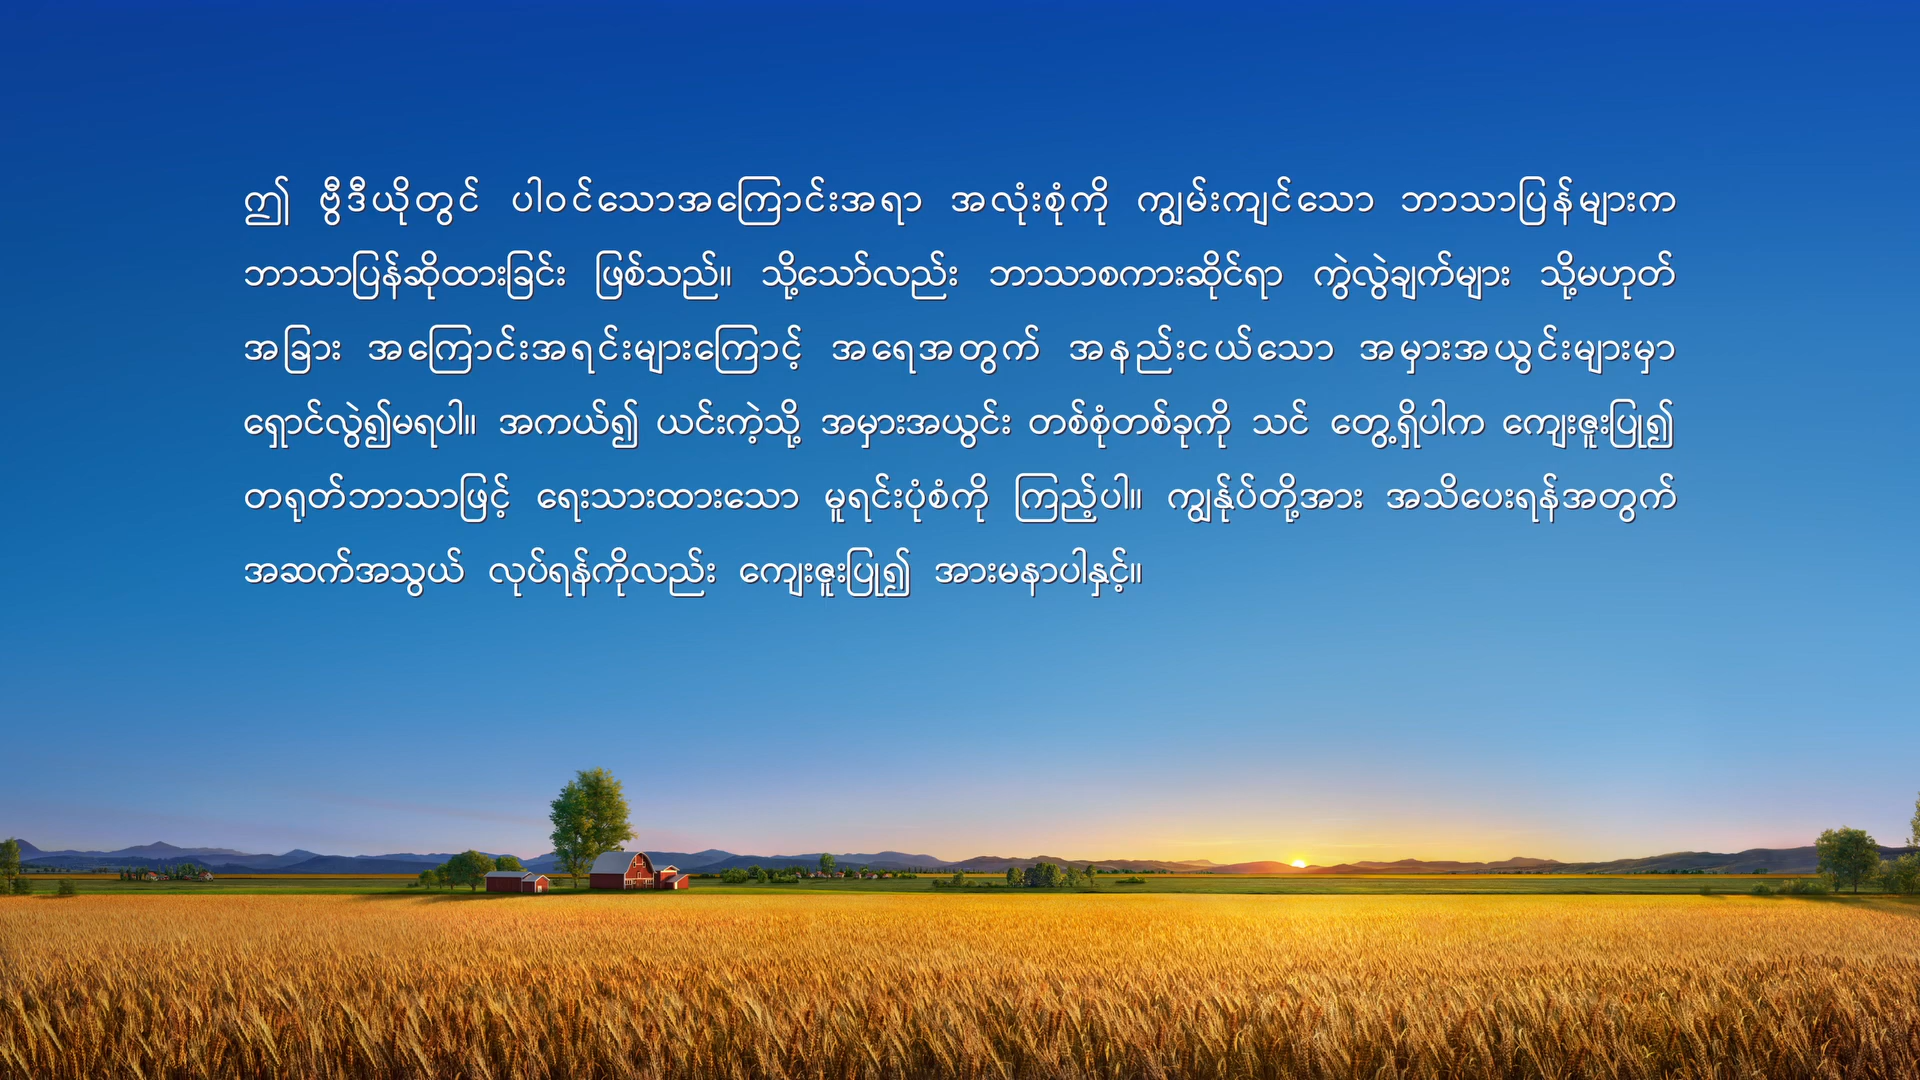 ဤ ဗွီဒီယိုတွင် ပါဝင်သောအကြောင်းအရာ အလုံးစုံကို ကျွမ်းကျင်သော ဘာသာပြန်များက
ဘာသာပြန်ဆိုထားခြင်း ဖြစ်သည်။ သို့သော်လည်း ဘာသာစကားဆိုင်ရာ ကွဲလွဲချက်များ သို့မဟုတ်
အခြား အကြောင်းအရင်းများကြောင့် အရေအတွက် အနည်းငယ်သော အမှားအယွင်းများမှာ
ရှောင်လွဲ၍မရပါ။ အကယ်၍ ယင်းကဲ့သို့ အမှားအယွင်း တစ်စုံတစ်ခုကို သင် တွေ့ရှိပါက ကျေးဇူးပြု၍
တရုတ်ဘာသာဖြင့် ရေးသားထားသော မူရင်းပုံစံကို ကြည့်ပါ။ ကျွန်ုပ်တို့အား အသိပေးရန်အတွက်
အဆက်အသွယ် လုပ်ရန်ကိုလည်း ကျေးဇူးပြု၍ အားမနာပါနှင့်။